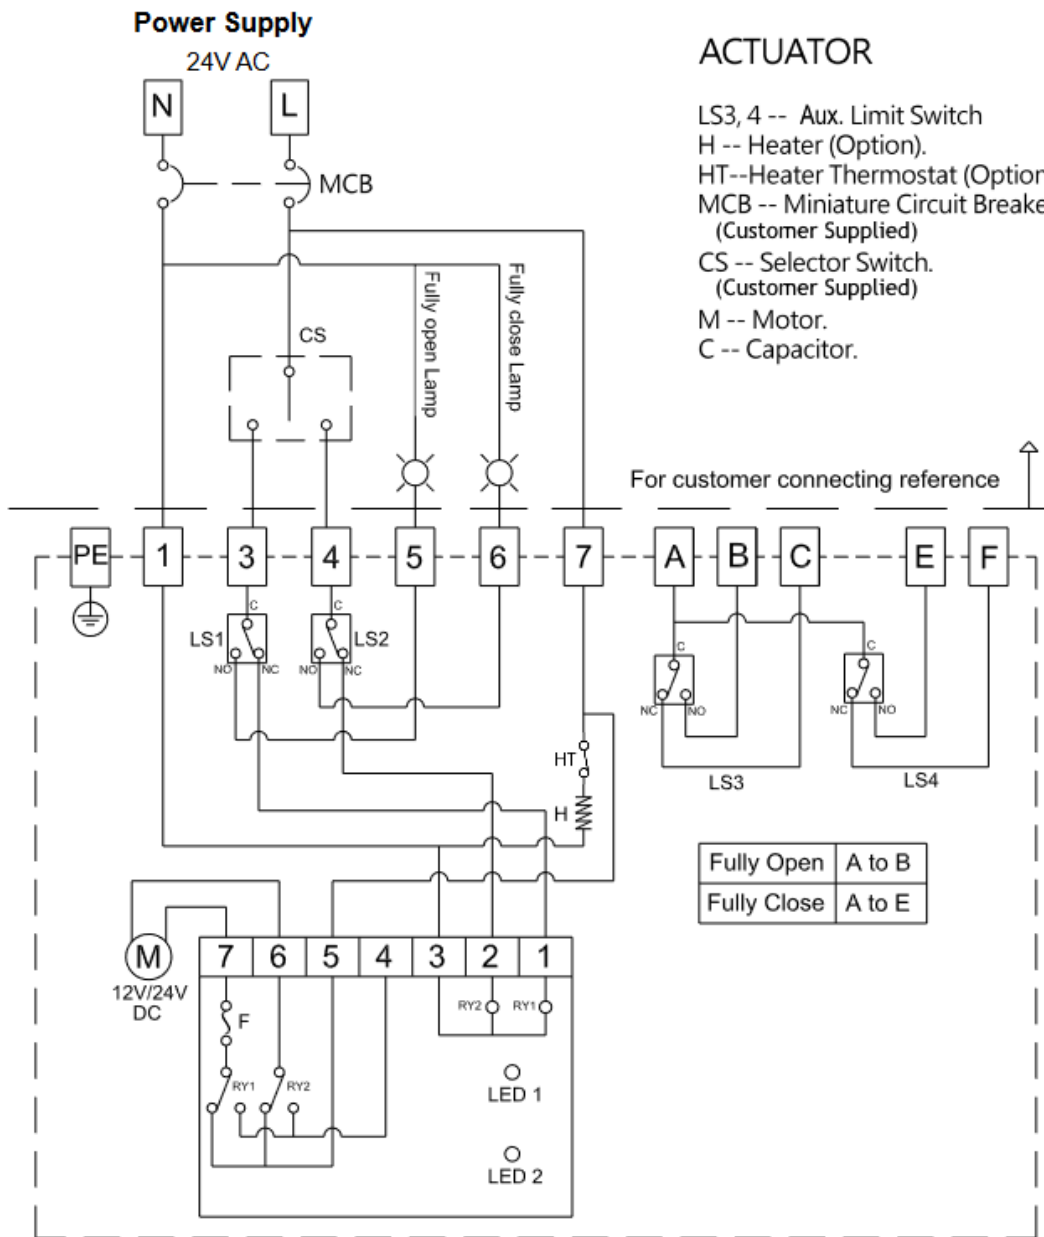 Power Supply
24V AC
N
L
MCB
ACTUATOR
LS3, 4 -- Aux. Limit Switch
H -- Heater (Option).
HT--Heater Thermostat (Option
MCB -- Miniature Circuit Breake
(Customer Supplied)
CS -- Selector Switch.
(Customer Supplied)
M -- Motor.
C -- Capacitor.
CS
Fully open Lamp
Fully close Lamp
For customer connecting reference
PE
1
3
4
5
6
7
A
B
C
E
F
C
C
LS1
LS2
NO
NC
NO
NC
C
C
NC
NO
NC
NO
LS3
LS4
HT
H
Fully Open A to B
Fully Close A to E
M
12V/24V
DC
7
6
5
4
3
2
1
F
RY2
RY1
RY1
RY2
LED 1
LED 2